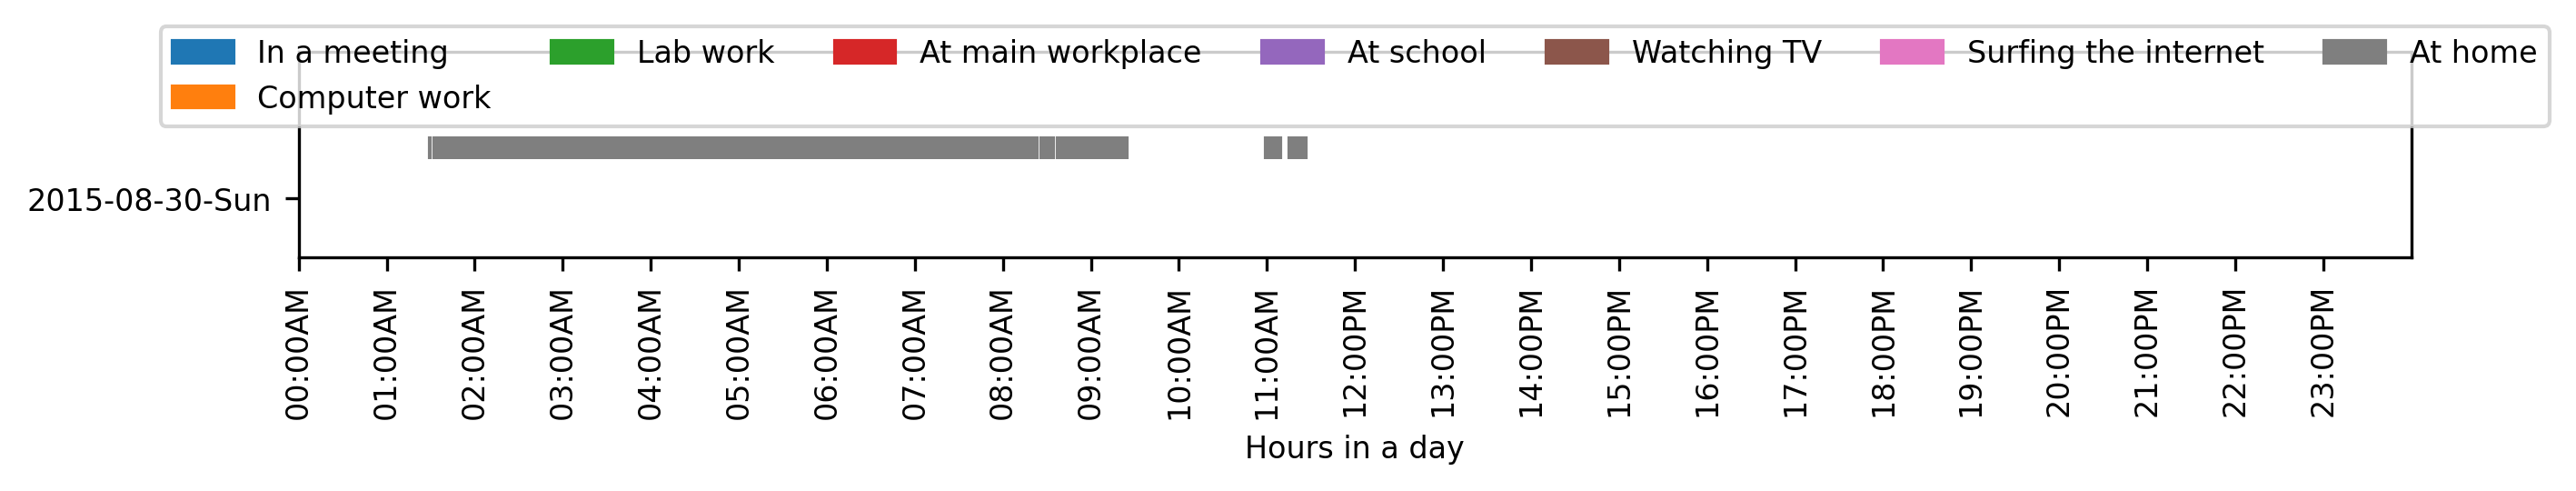 In a meeting Lab work At main workplace At school Watching TV Surfing the internet At home
Computer work
2015-08-30-Sun
00:00AM
01:00AM
02:00AM
03:00AM
04:00AM
05:00AM
06:00AM
07:00AM
08:00AM
09:00AM
10:00AM
11:00AM
12:00PM
13:00PM
14:00PM
15:00PM
16:00PM
17:00PM
18:00PM
19:00PM
20:00PM
21:00PM
22:00PM
23:00PM
Hours in a day